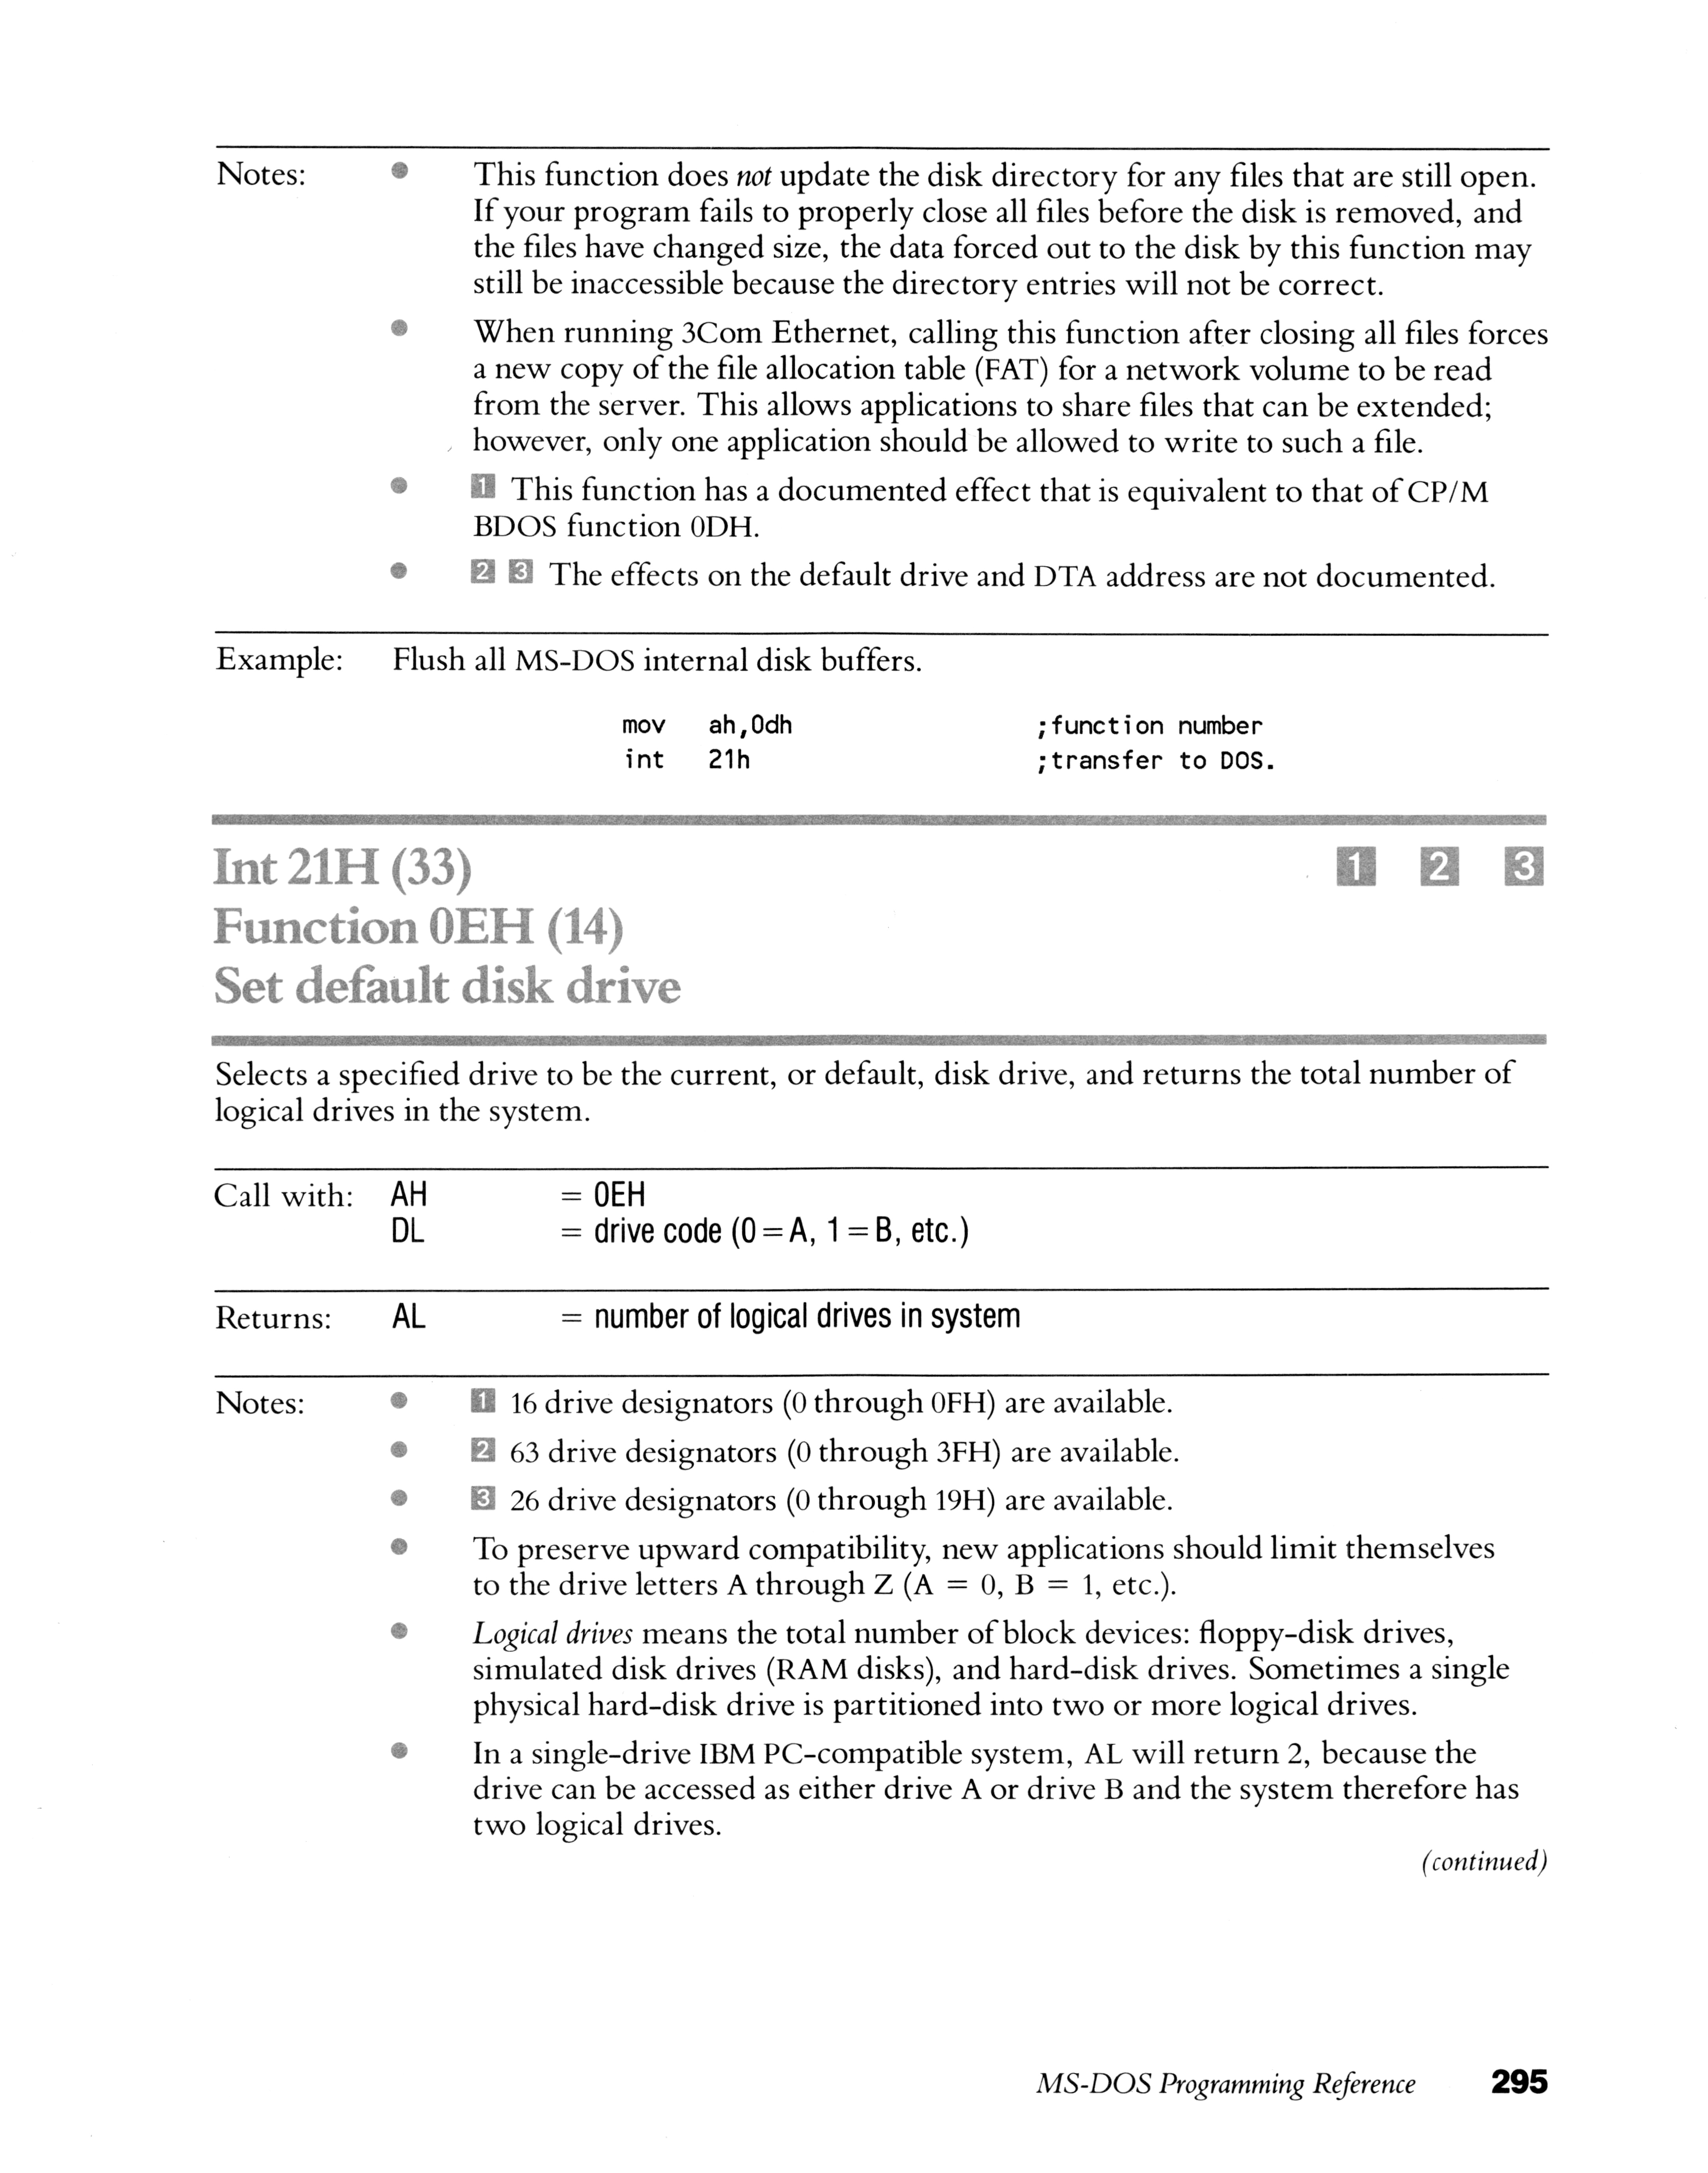 Notes: • This function does not update the disk directory for any files that are still open.
If your program fails to properly close all files before the disk is removed, and
the files have changed size, the data forced out to the disk by this function may
still be inaccessible because the directory entries will not be correct.
• When running 3Com Ethernet, calling this function after closing all files forces
a new copy of the file allocation table (FAT) for a network volume to be read
from the server. This allows applications to share files that can be extended;
however, only one application should be allowed to write to such a file.
• 1 This function has a documented effect that is equivalent to that of CP/M
BDOS function 0DH.
• 2 3 The effects on the default drive and DTA address are not documented.
Example: Flush all MS-DOS internal disk buffers.
mov ah,0dh ;function number
int 21h ;transfer to DOS.
Int 21H (33) 1 2 3
Function 0EH (14)
Set default disk drive
Selects a specified drive to be the current, or default, disk drive, and returns the total number of
logical drives in the system.
Call with: AH = 0EH
DL = drive code (0=A, 1=B, etc.)
Returns: AL = number of logical drives in system
Notes: • 1 16 drive designators (0 through 0FH) are available.
• 2 63 drive designators (0 through 3FH) are available.
• 3 26 drive designators (0 through 19H) are available.
• To preserve upward compatibility, new applications should limit themselves
to the drive letters A through Z (A = 0, B = 1, etc.).
• Logical drives means the total number of block devices: floppy-disk drives,
simulated disk drives (RAM disks), and hard-disk drives. Sometimes a single
physical hard-disk drive is partitioned into two or more logical drives.
• In a single-drive IBM PC-compatible system, AL will return 2, because the
drive can be accessed as either drive A or drive B and the system therefore has
two logical drives.
(continued)
MS-DOS Programming Reference 295